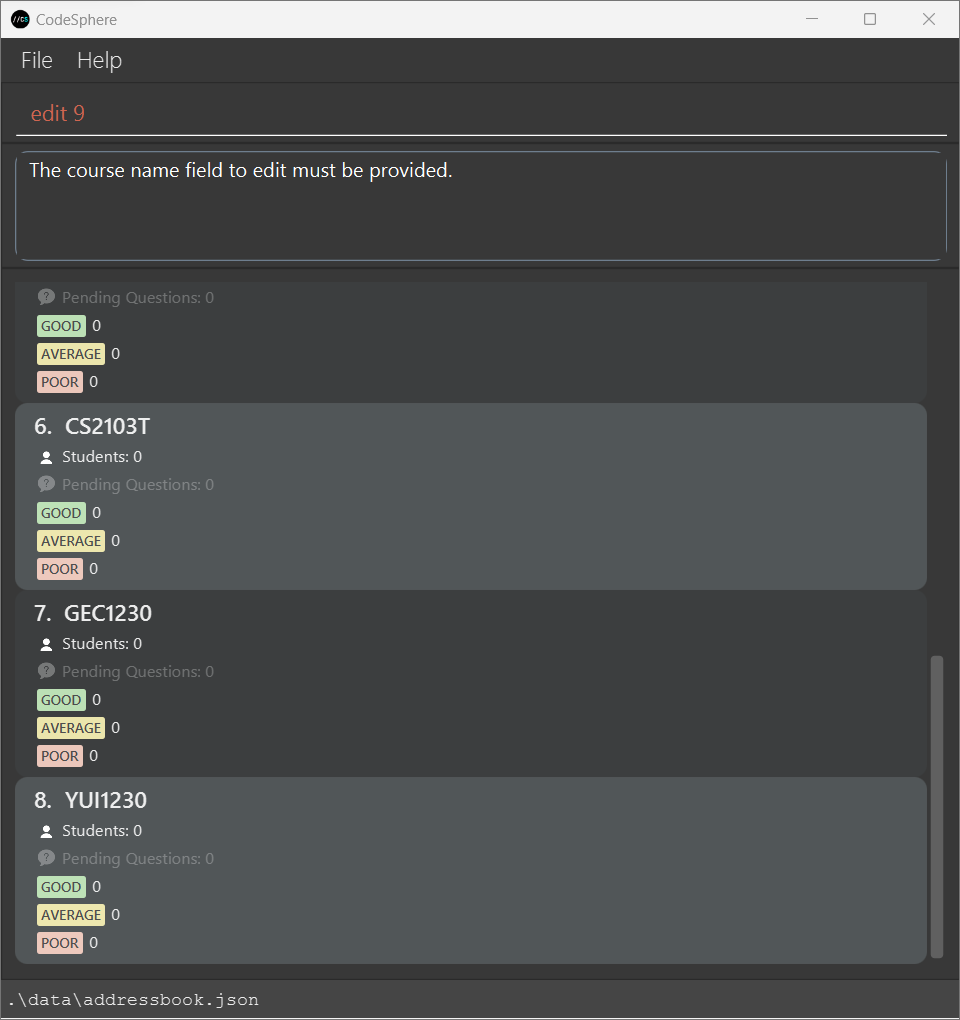 //CS CodeSphere
File Help
edit 9
The course name field to edit must be provided.
? Pending Questions: 0
GOOD 0
AVERAGE 0
POOR 0
6. CS2103T
Students: 0
? Pending Questions: 0
GOOD 0
AVERAGE 0
POOR 0
7. GEC1230
Students: 0
? Pending Questions: 0
GOOD 0
AVERAGE 0
POOR 0
8. YUI1230
Students: 0
? Pending Questions: 0
GOOD 0
AVERAGE 0
POOR 0
.\data\addressbook.json